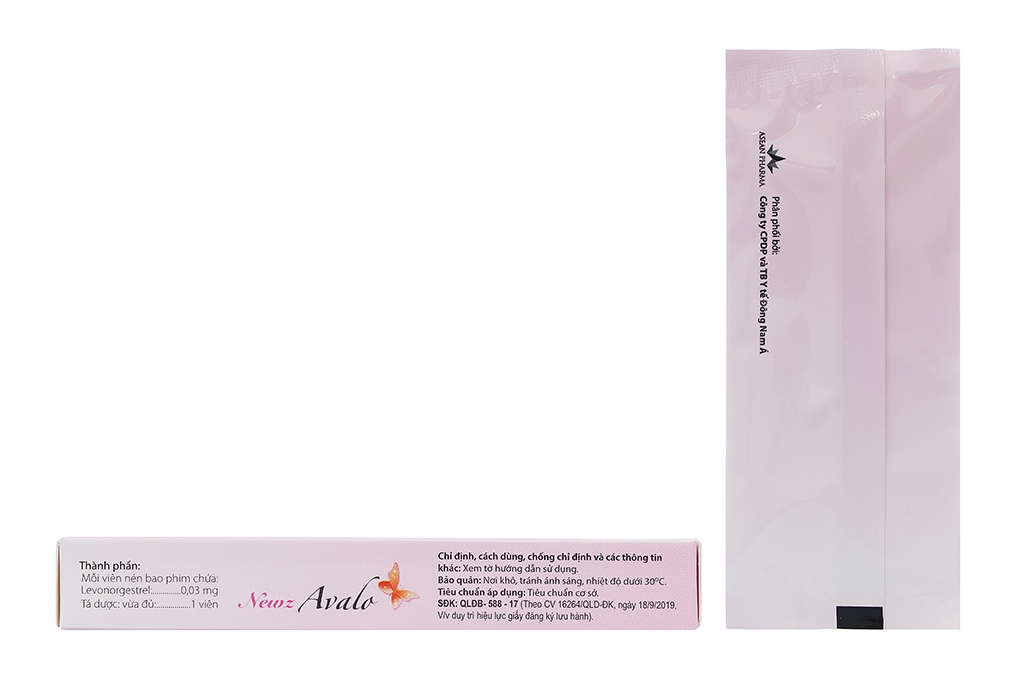 Thành phần:
Mỗi viên nén bao phim chứa:
Levonorgestrel:.............0,03 mg
Tá dược: vừa đủ:................1 viên
Newz Avalo
Chỉ định, cách dùng, chống chỉ định và các thông tin
khác: Xem tờ hướng dẫn sử dụng.
Bảo quản: Nơi khô, tránh ánh sáng, nhiệt độ dưới 30°C.
Tiêu chuẩn áp dụng: Tiêu chuẩn cơ sở.
SĐK: QLĐB- 588 - 17 (Theo CV 16264/QLD-ĐK, ngày 18/9/2019,
V/v duy trì hiệu lực giấy đăng ký lưu hành).
ASEAN PHARMA
Phân phối bởi:
Công ty CPDP và TB Y tế Đông Nam Á